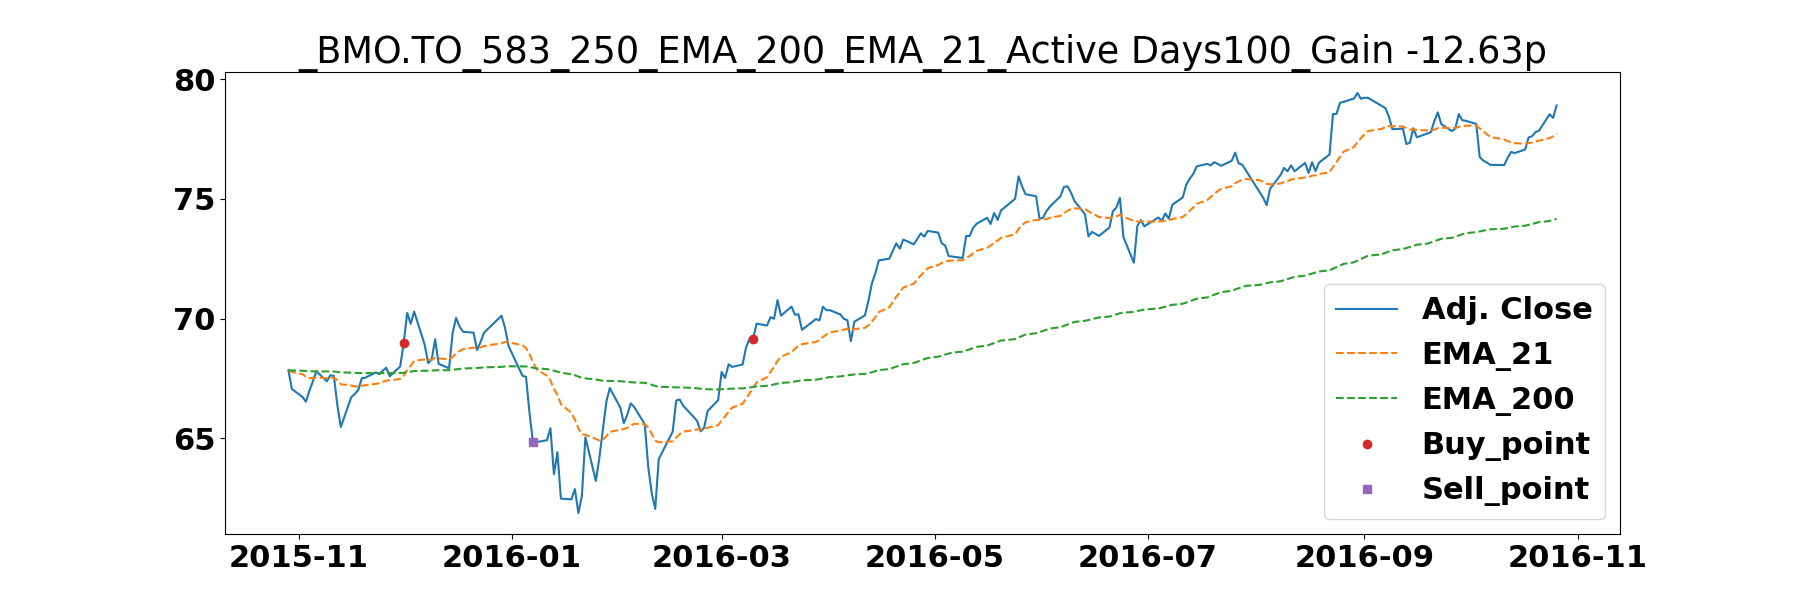 _BMO.TO_583_250_EMA_200_EMA_21_Active Days100_Gain -12.63p
80
75
70
65
2015-11 2016-01 2016-03 2016-05 2016-07 2016-09 2016-11
Adj. Close
EMA_21
EMA_200
Buy_point
Sell_point